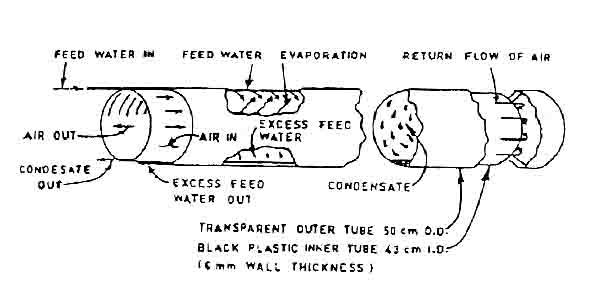 FEED WATER IN
FEED WATER EVAPORATION
RETURN FLOW OF AIR
AIR OUT
AIR IN
EXCESS FEED
WATER
CONDESATE
OUT
EXCESS FEED
WATER OUT
CONDENSATE
TRANSPARENT OUTER TUBE 50 cm O.D.
BLACK PLASTIC INNER TUBE 43 cm I.D.
(6mm WALL THICKNESS)